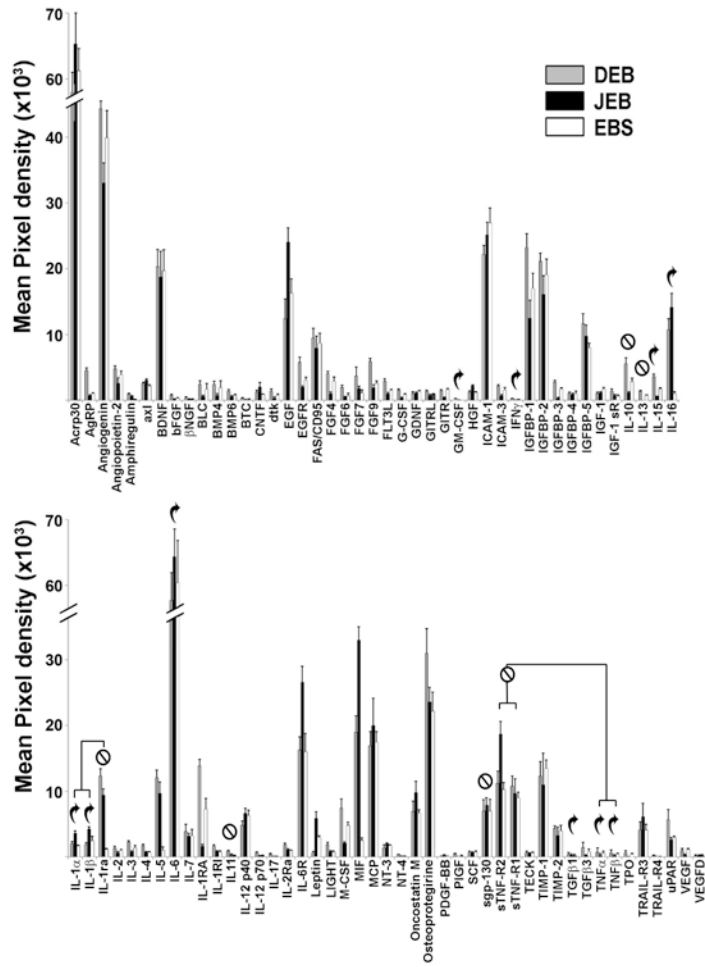 Mean Pixel density (x10³)
70
60
40
30
20
10
DEB
JEB
EBS
Acrp30
AgRP
Angiogenin
Angiopoietin-2
Amphiregulin
axl
BDNF
bFGF
βNGF
BLC
BMP4
BMP6
BTC
CNTF
dtk
EGF
EGFR
FAS/CD95
FGF4
FGF6
FGF7
FGF9
FLT3L
G-CSF
GDNF
GITRL
GITR
GM-CSF
HGF
IFNγ
ICAM-1
ICAM-3
IGFBP-1
IGFBP-2
IGFBP-3
IGFBP-4
IGFBP-5
IGF-1
IGF-1 sR
IL-10
IL-13
IL-15
IL-16
Mean Pixel density (x10³)
70
60
30
20
10
IL-1α
IL-1β
IL-1ra
IL-2
IL-3
IL-4
IL-5
IL-6
IL-7
IL-1RA
IL-1RI
IL11
IL-12 p40
IL-12 p70
IL-17
IL-2Ra
IL-6R
Leptin
LIGHT
M-CSF
MIF
MCP
NT-3
NT-4
Oncostatin M
Osteoprotegirine
PDGF-BB
PIGF
SCF
sgp-130
sTNF-R2
sTNF-R1
TECK
TIMP-1
TIMP-2
TGFβ1
TGFβ3
TNFα
TNFβ
TPO
TRAIL-R3
TRAIL-R4
uPAR
VEGF
VEGFD